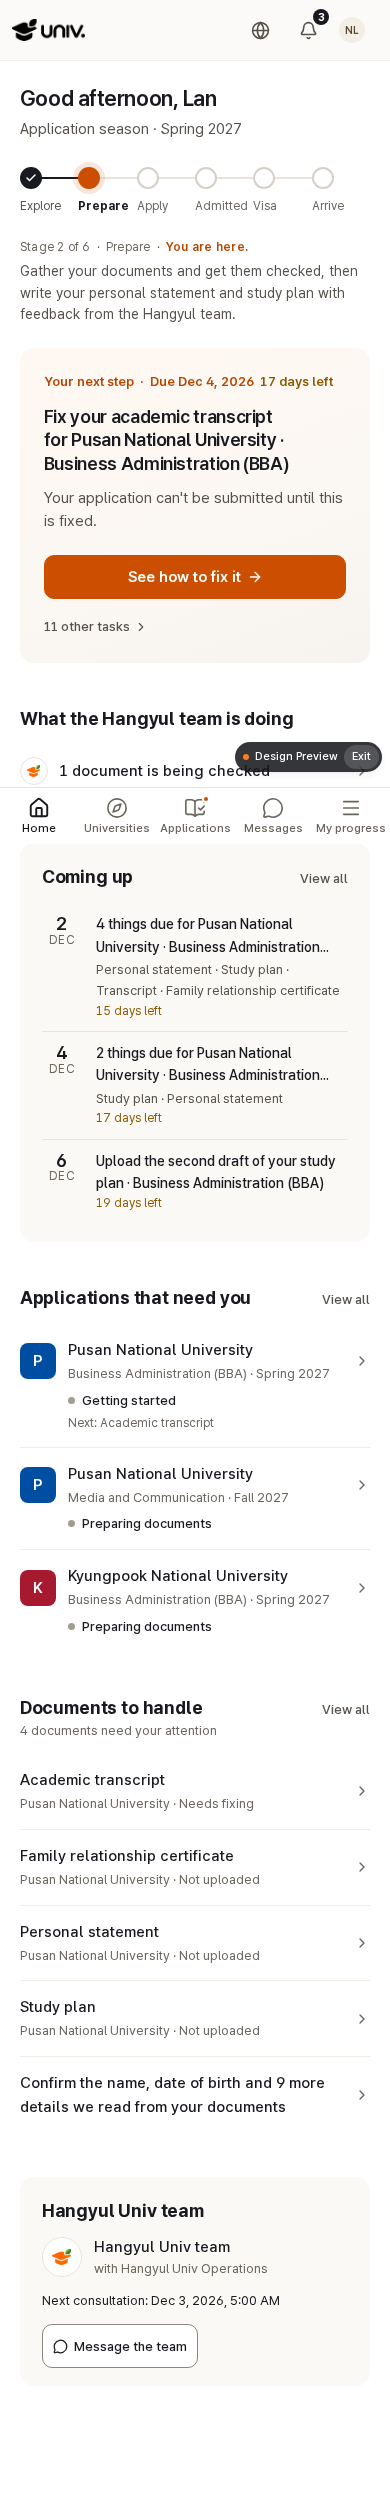 UNIV.
3
NL
Good afternoon, Lan
Application season · Spring 2027
Explore Prepare Apply Admitted Visa Arrive
Stage 2 of 6 · Prepare · You are here.
Gather your documents and get them checked, then
write your personal statement and study plan with
feedback from the Hangyul team.
Your next step · Due Dec 4, 2026 17 days left
Fix your academic transcript
for Pusan National University ·
Business Administration (BBA)
Your application can't be submitted until this
is fixed.
See how to fix it
11 other tasks
What the Hangyul team is doing
Design Preview Exit
1 document is being checked
Home Universities Applications Messages My progress
Coming up
View all
2
DEC
4 things due for Pusan National
University · Business Administration...
Personal statement · Study plan ·
Transcript · Family relationship certificate
15 days left
4
DEC
2 things due for Pusan National
University · Business Administration...
Study plan · Personal statement
17 days left
6
DEC
Upload the second draft of your study
plan · Business Administration (BBA)
19 days left
Applications that need you
View all
P
Pusan National University
Business Administration (BBA) · Spring 2027
Getting started
Next: Academic transcript
P
Pusan National University
Media and Communication · Fall 2027
Preparing documents
K
Kyungpook National University
Business Administration (BBA) · Spring 2027
Preparing documents
Documents to handle
View all
4 documents need your attention
Academic transcript
Pusan National University · Needs fixing
Family relationship certificate
Pusan National University · Not uploaded
Personal statement
Pusan National University · Not uploaded
Study plan
Pusan National University · Not uploaded
Confirm the name, date of birth and 9 more
details we read from your documents
Hangyul Univ team
Hangyul Univ team
with Hangyul Univ Operations
Next consultation: Dec 3, 2026, 5:00 AM
Message the team